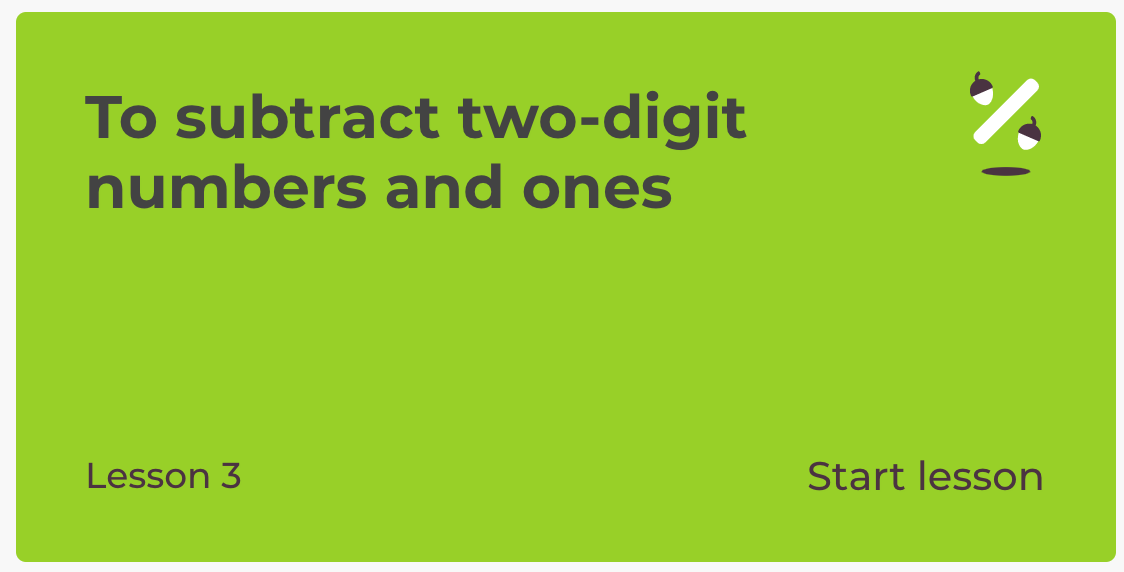 To subtract two-digit
numbers and ones
Lesson 3
Start lesson